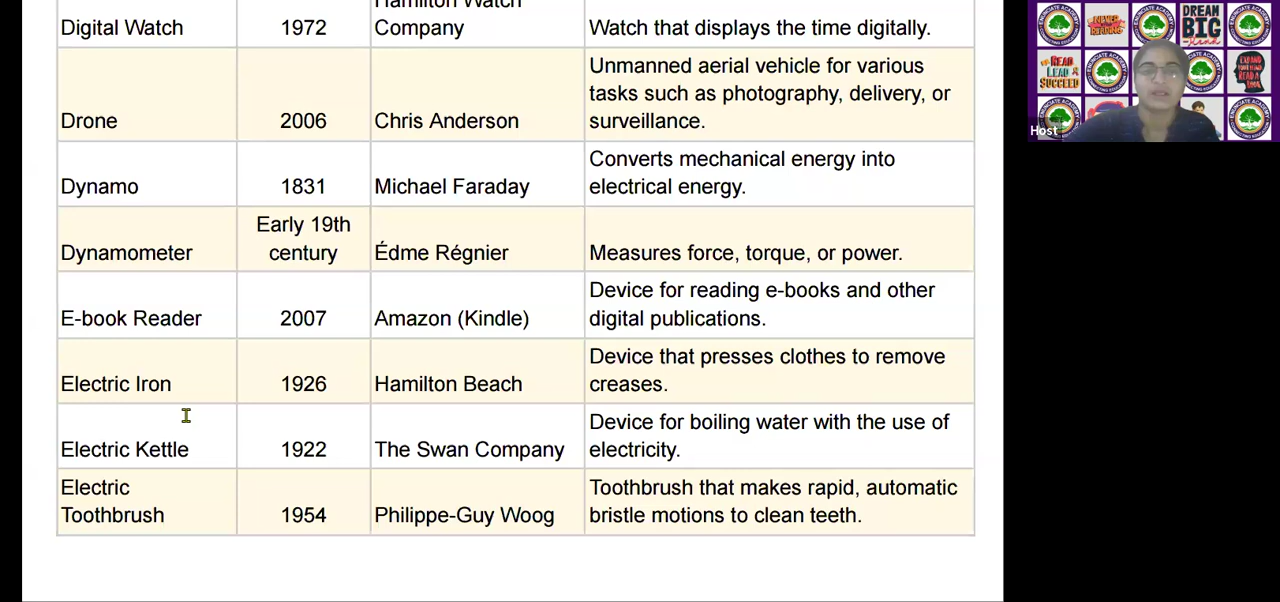 Hamilton Watch
Digital Watch 1972 Company Watch that displays the time digitally.
Unmanned aerial vehicle for various
tasks such as photography, delivery, or
Drone 2006 Chris Anderson surveillance.
Converts mechanical energy into
Dynamo 1831 Michael Faraday electrical energy.
Early 19th
Dynamometer century Édme Régnier Measures force, torque, or power.
Device for reading e-books and other
E-book Reader 2007 Amazon (Kindle) digital publications.
Device that presses clothes to remove
Electric Iron 1926 Hamilton Beach creases.
Device for boiling water with the use of
Electric Kettle 1922 The Swan Company electricity.
Electric Toothbrush that makes rapid, automatic
Toothbrush 1954 Philippe-Guy Woog bristle motions to clean teeth.
DREAM
BIG
READ
LEAD
SUCCEED
Host